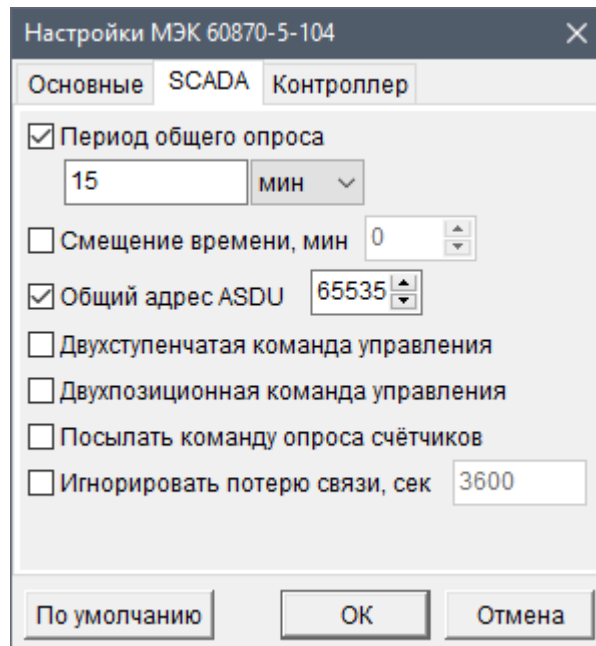 Настройки МЭК 60870-5-104
Основные SCADA Контроллер
Период общего опроса
15 мин
Смещение времени, мин 0
Общий адрес ASDU 65535
Двухступенчатая команда управления
Двухпозиционная команда управления
Посылать команду опроса счётчиков
Игнорировать потерю связи, сек 3600
По умолчанию ОК Отмена